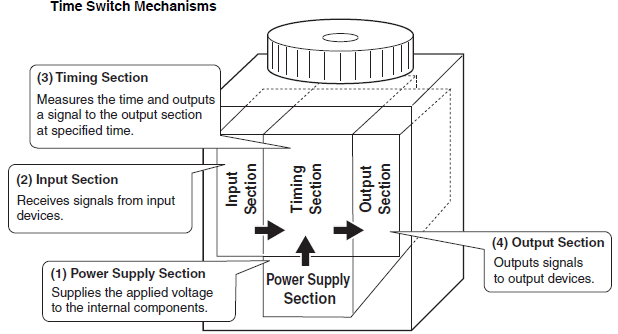 Time Switch Mechanisms
(3) Timing Section
Measures the time and outputs
a signal to the output section
at specified time.
(2) Input Section
Receives signals from input
devices.
(1) Power Supply Section
Supplies the applied voltage
to the internal components.
Input
Section
Timing
Section
Output
Section
Power Supply
Section
(4) Output Section
Outputs signals
to output devices.